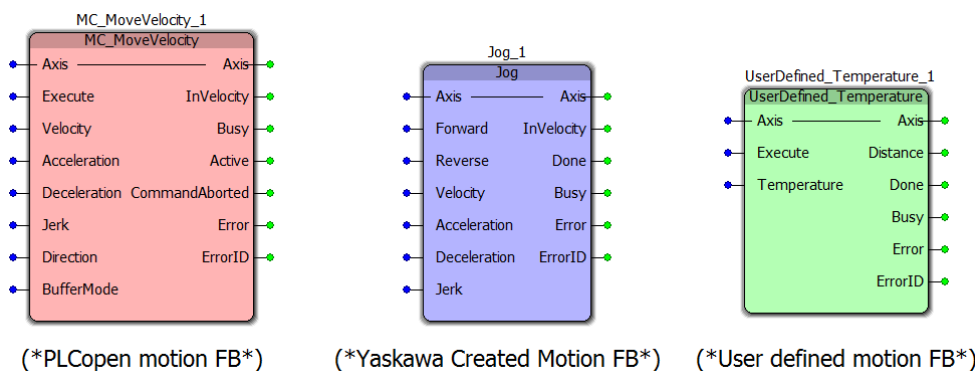 MC_MoveVelocity_1
MC_MoveVelocity
Axis Axis
Execute InVelocity
Velocity Busy
Acceleration Active
Deceleration CommandAborted
Jerk Error
Direction ErrorID
BufferMode
(*PLCopen motion FB*)
Jog_1
Jog
Axis Axis
Forward InVelocity
Reverse Done
Velocity Busy
Acceleration Error
Deceleration ErrorID
Jerk
(*Yaskawa Created Motion FB*)
UserDefined_Temperature_1
UserDefined_Temperature
Axis Axis
Execute Distance
Temperature Done
Busy
Error
ErrorID
(*User defined motion FB*)